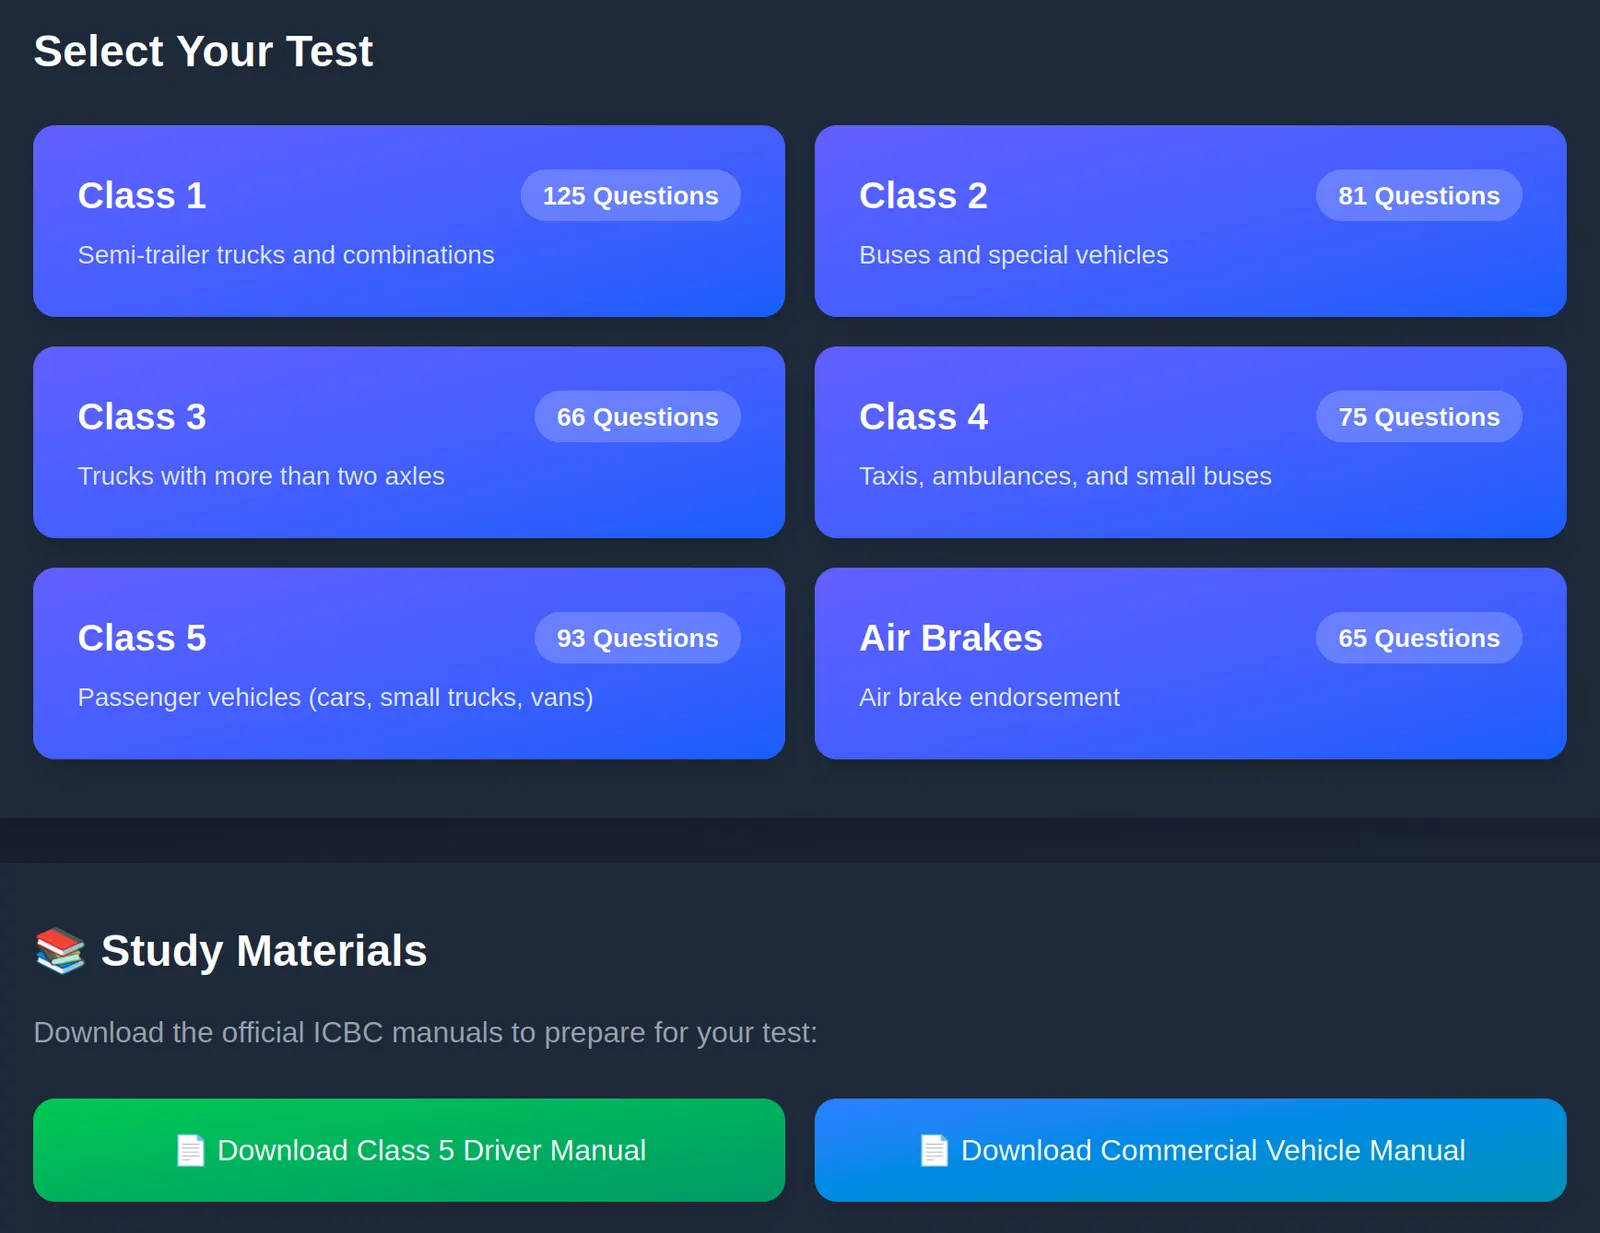 Select Your Test
Class 1
125 Questions
Semi-trailer trucks and combinations
Class 2
81 Questions
Buses and special vehicles
Class 3
66 Questions
Trucks with more than two axles
Class 4
75 Questions
Taxis, ambulances, and small buses
Class 5
93 Questions
Passenger vehicles (cars, small trucks, vans)
Air Brakes
65 Questions
Air brake endorsement
📚 Study Materials
Download the official ICBC manuals to prepare for your test:
📄 Download Class 5 Driver Manual
📄 Download Commercial Vehicle Manual